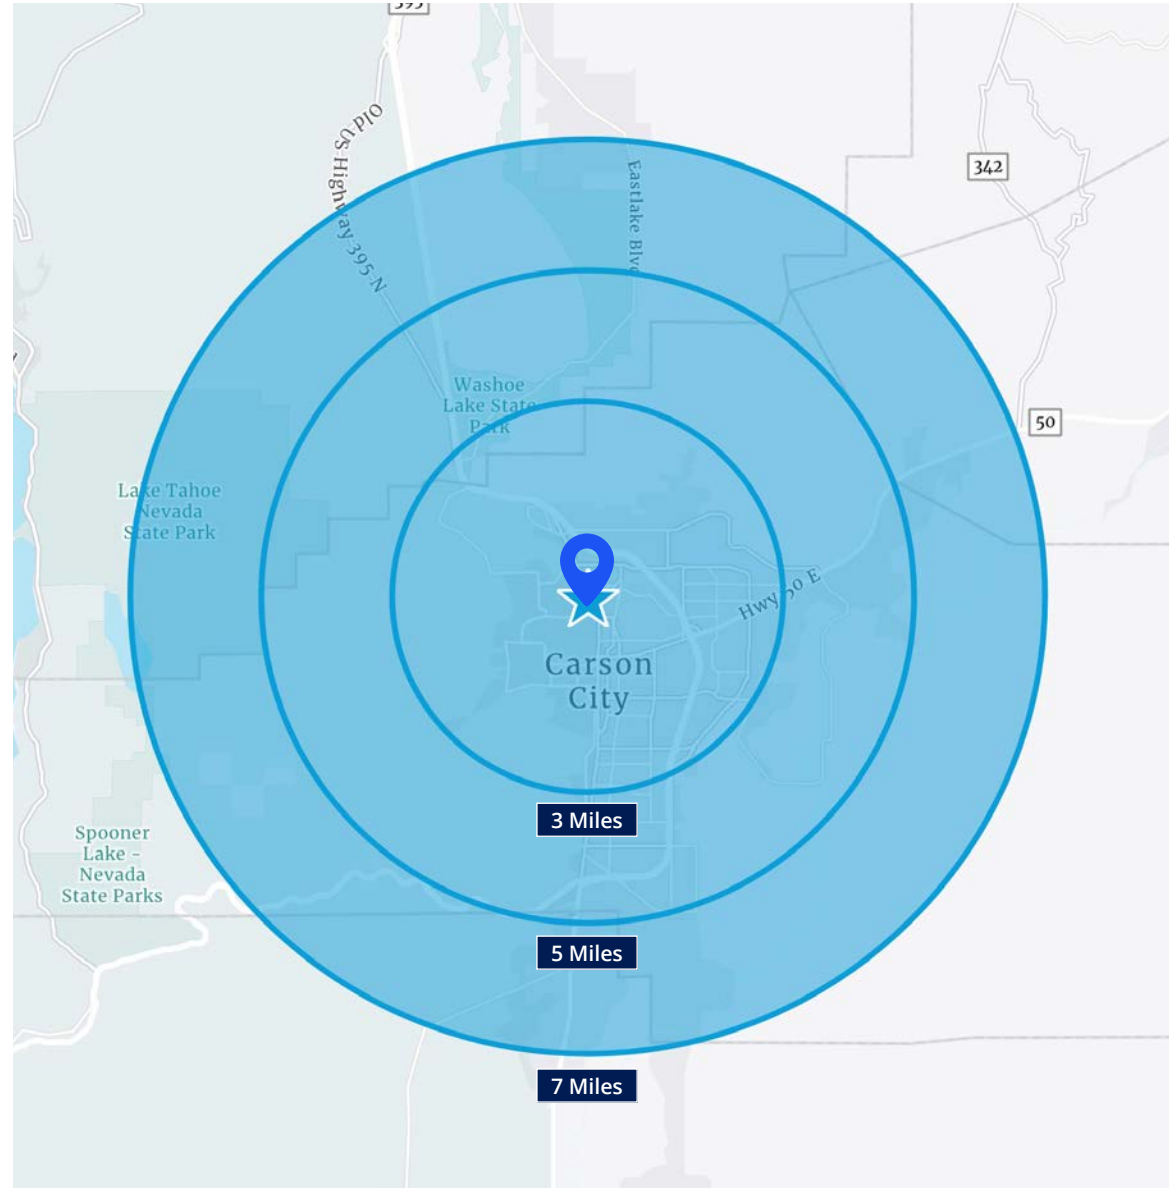 395
Old US Highway 395 N
Eastlake Blvd
342
Washoe
Lake State
Park
50
Lake Tahoe
Nevada
State Park
Hwy 50 E
Carson
City
3 Miles
Spooner
Lake -
Nevada
State Parks
5 Miles
7 Miles